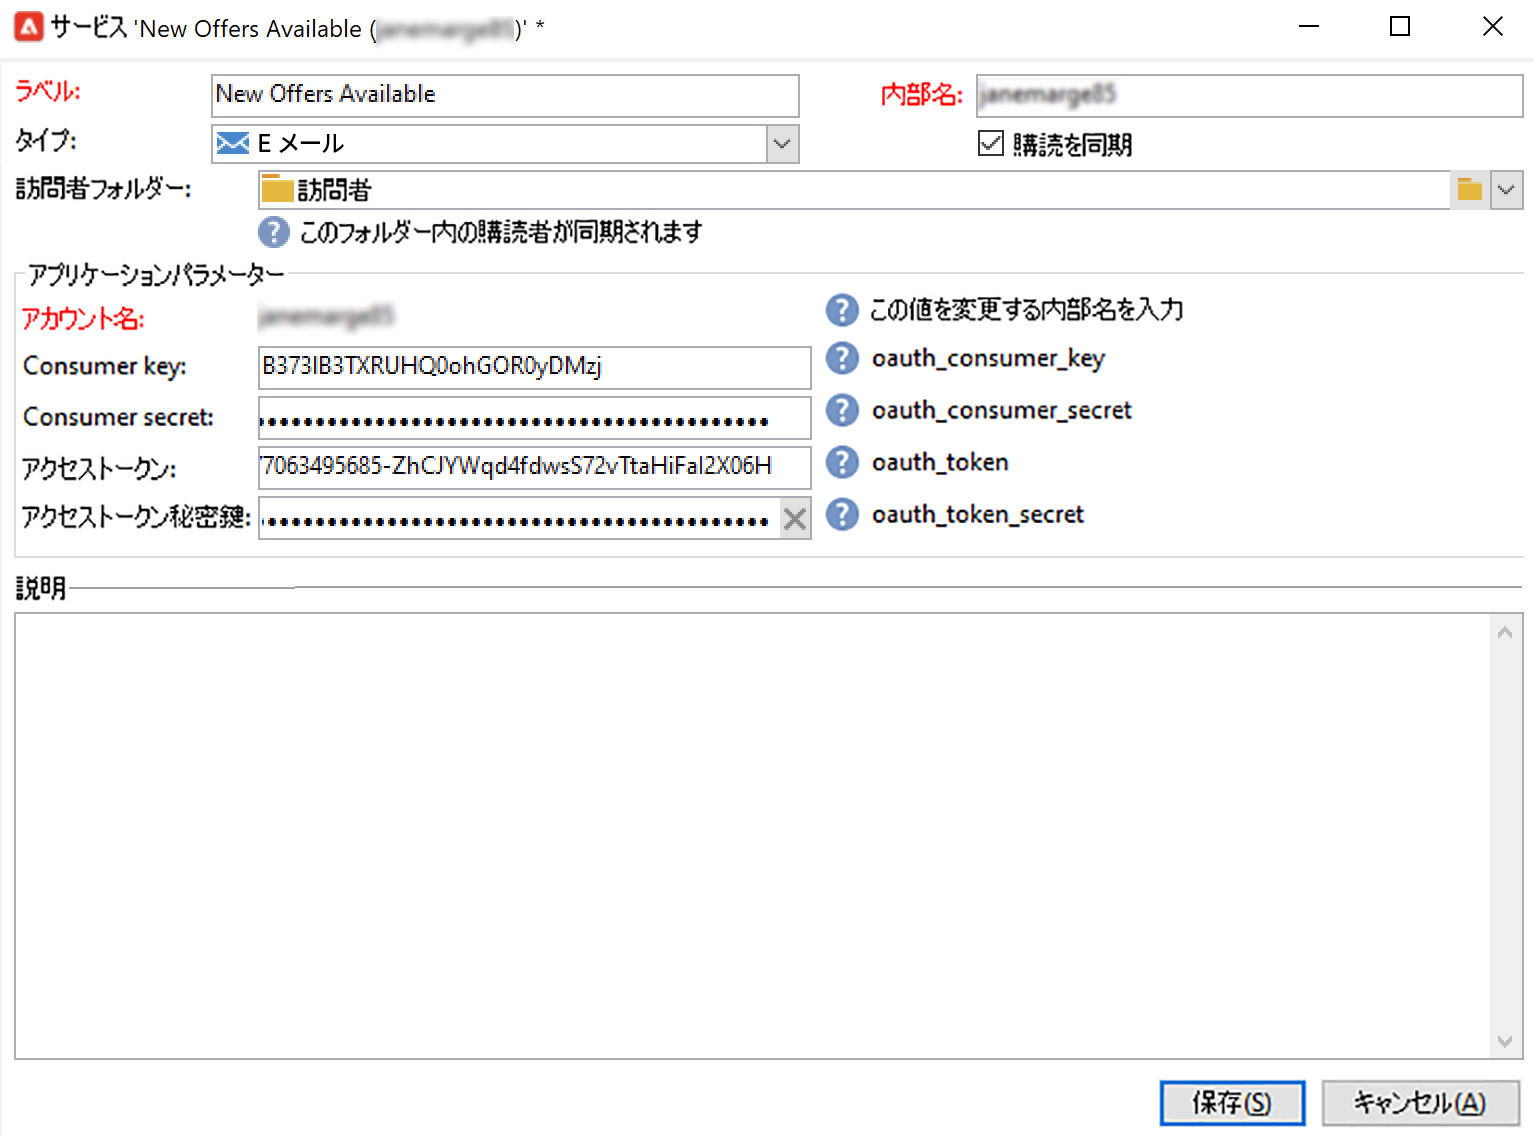 サービス 'New Offers Available ()' *
ラベル: New Offers Available 内部名:
タイプ: E メール 購読を同期
訪問者フォルダー: 訪問者
このフォルダー内の購読者が同期されます
アプリケーションパラメーター
アカウント名: この値を変更する内部名を入力
Consumer key: B373IB3TXRUHQ0ohGOR0yDMzj oauth_consumer_key
Consumer secret: oauth_consumer_secret
アクセストークン: 77063495685-ZhCJYWqd4fdwsS72vTtaHiFaI2X06H oauth_token
アクセストークン秘密鍵: oauth_token_secret
説明
保存(S) キャンセル(A)